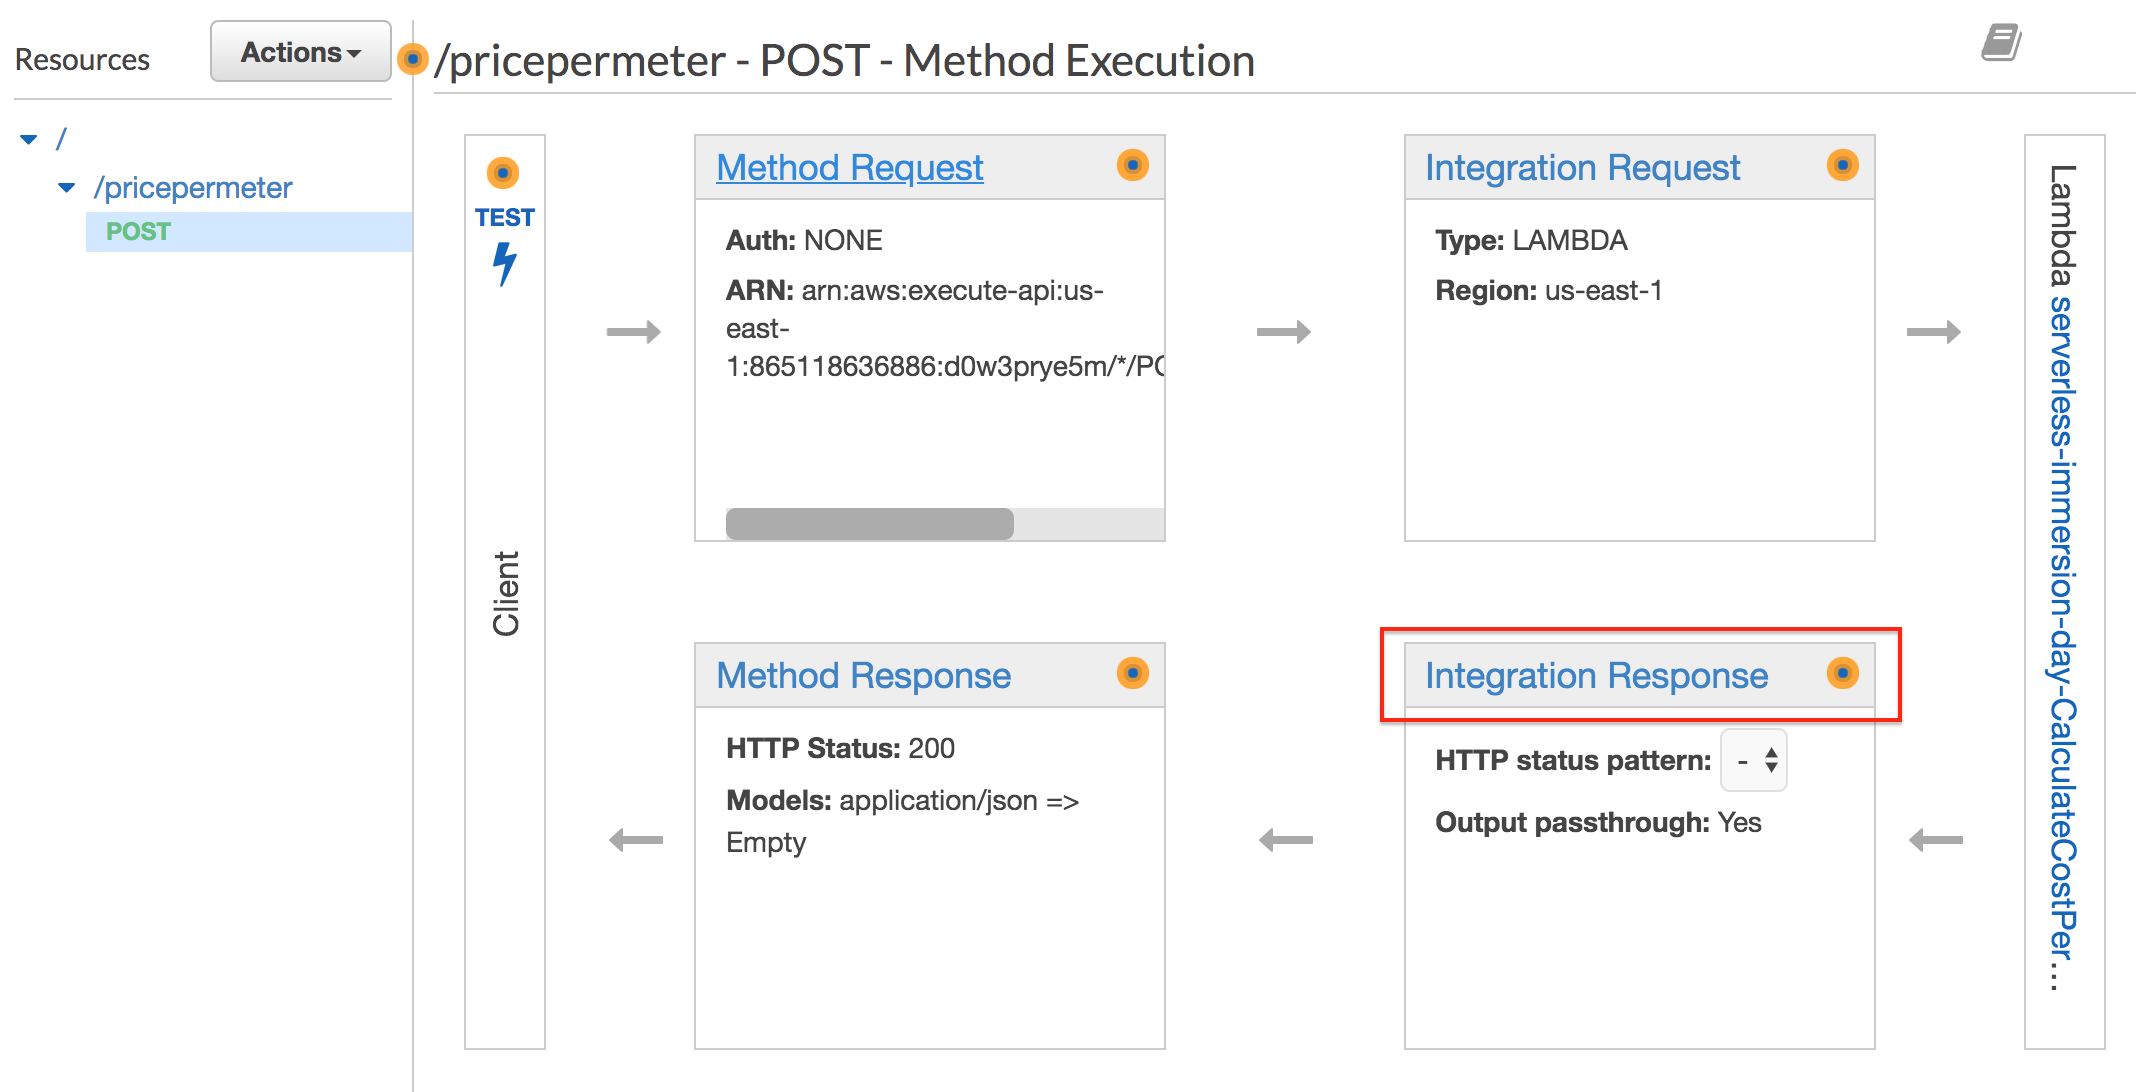 Resources
Actions
/pricepermeter - POST - Method Execution
/
/pricepermeter
POST
TEST
Client
Method Request
Auth: NONE
ARN: arn:aws:execute-api:us-
east-
1:865118636886:d0w3prye5m/*/PO
Integration Request
Type: LAMBDA
Region: us-east-1
Lambda serverless-immersion-day-CalculateCostPer...
Method Response
HTTP Status: 200
Models: application/json =>
Empty
Integration Response
HTTP status pattern: -
Output passthrough: Yes